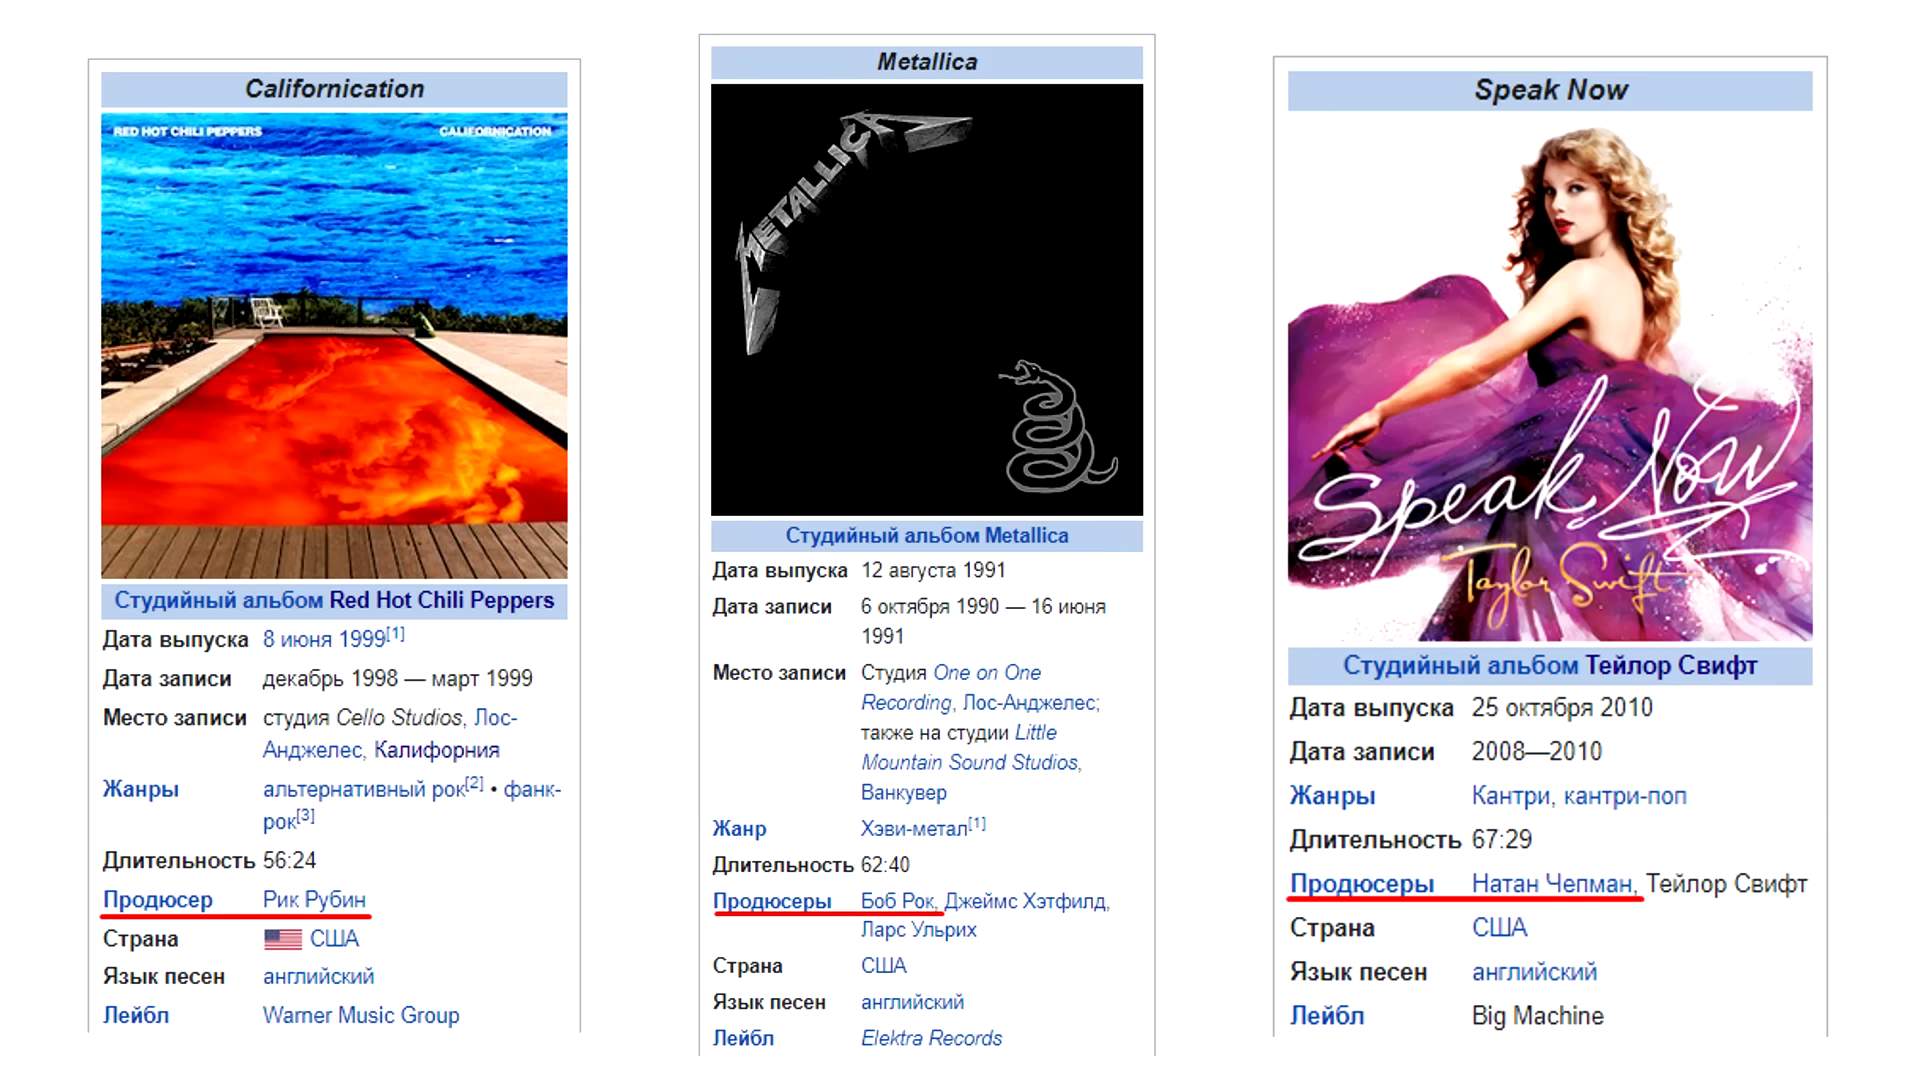 Californication
RED HOT CHILI PEPPERS CALIFORNICATION
Студийный альбом Red Hot Chili Peppers
Дата выпуска 8 июня 1999[1]
Дата записи декабрь 1998 — март 1999
Место записи студия Cello Studios, Лос-
Анджелес, Калифорния
Жанры альтернативный рок[2] • фанк-
рок[3]
Длительность 56:24
Продюсер Рик Рубин
Страна США
Язык песен английский
Лейбл Warner Music Group
Metallica
METALLICA
Студийный альбом Metallica
Дата выпуска 12 августа 1991
Дата записи 6 октября 1990 — 16 июня
1991
Место записи Студия One on One
Recording, Лос-Анджелес;
также на студии Little
Mountain Sound Studios,
Ванкувер
Жанр Хэви-метал[1]
Длительность 62:40
Продюсеры Боб Рок, Джеймс Хэтфилд,
Ларс Ульрих
Страна США
Язык песен английский
Лейбл Elektra Records
Speak Now
Speak Now
Taylor Swift
Студийный альбом Тейлор Свифт
Дата выпуска 25 октября 2010
Дата записи 2008—2010
Жанры Кантри, кантри-поп
Длительность 67:29
Продюсеры Натан Чепман, Тейлор Свифт
Страна США
Язык песен английский
Лейбл Big Machine